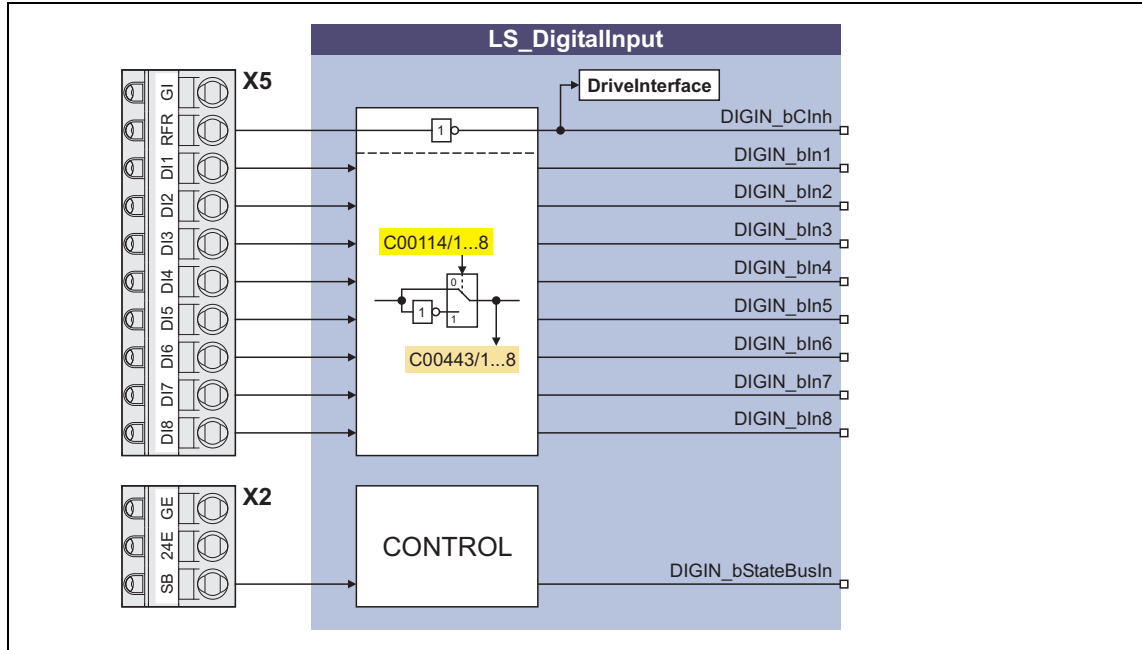 LS_DigitalInput
X5
GI
RFR
DI1
DI2
DI3
DI4
DI5
DI6
DI7
DI8
1
DriveInterface
DIGIN_bCInh
DIGIN_bIn1
DIGIN_bIn2
DIGIN_bIn3
DIGIN_bIn4
DIGIN_bIn5
DIGIN_bIn6
DIGIN_bIn7
DIGIN_bIn8
C00114/1...8
0
1
1
C00443/1...8
X2
GE
24E
SB
CONTROL
DIGIN_bStateBusIn